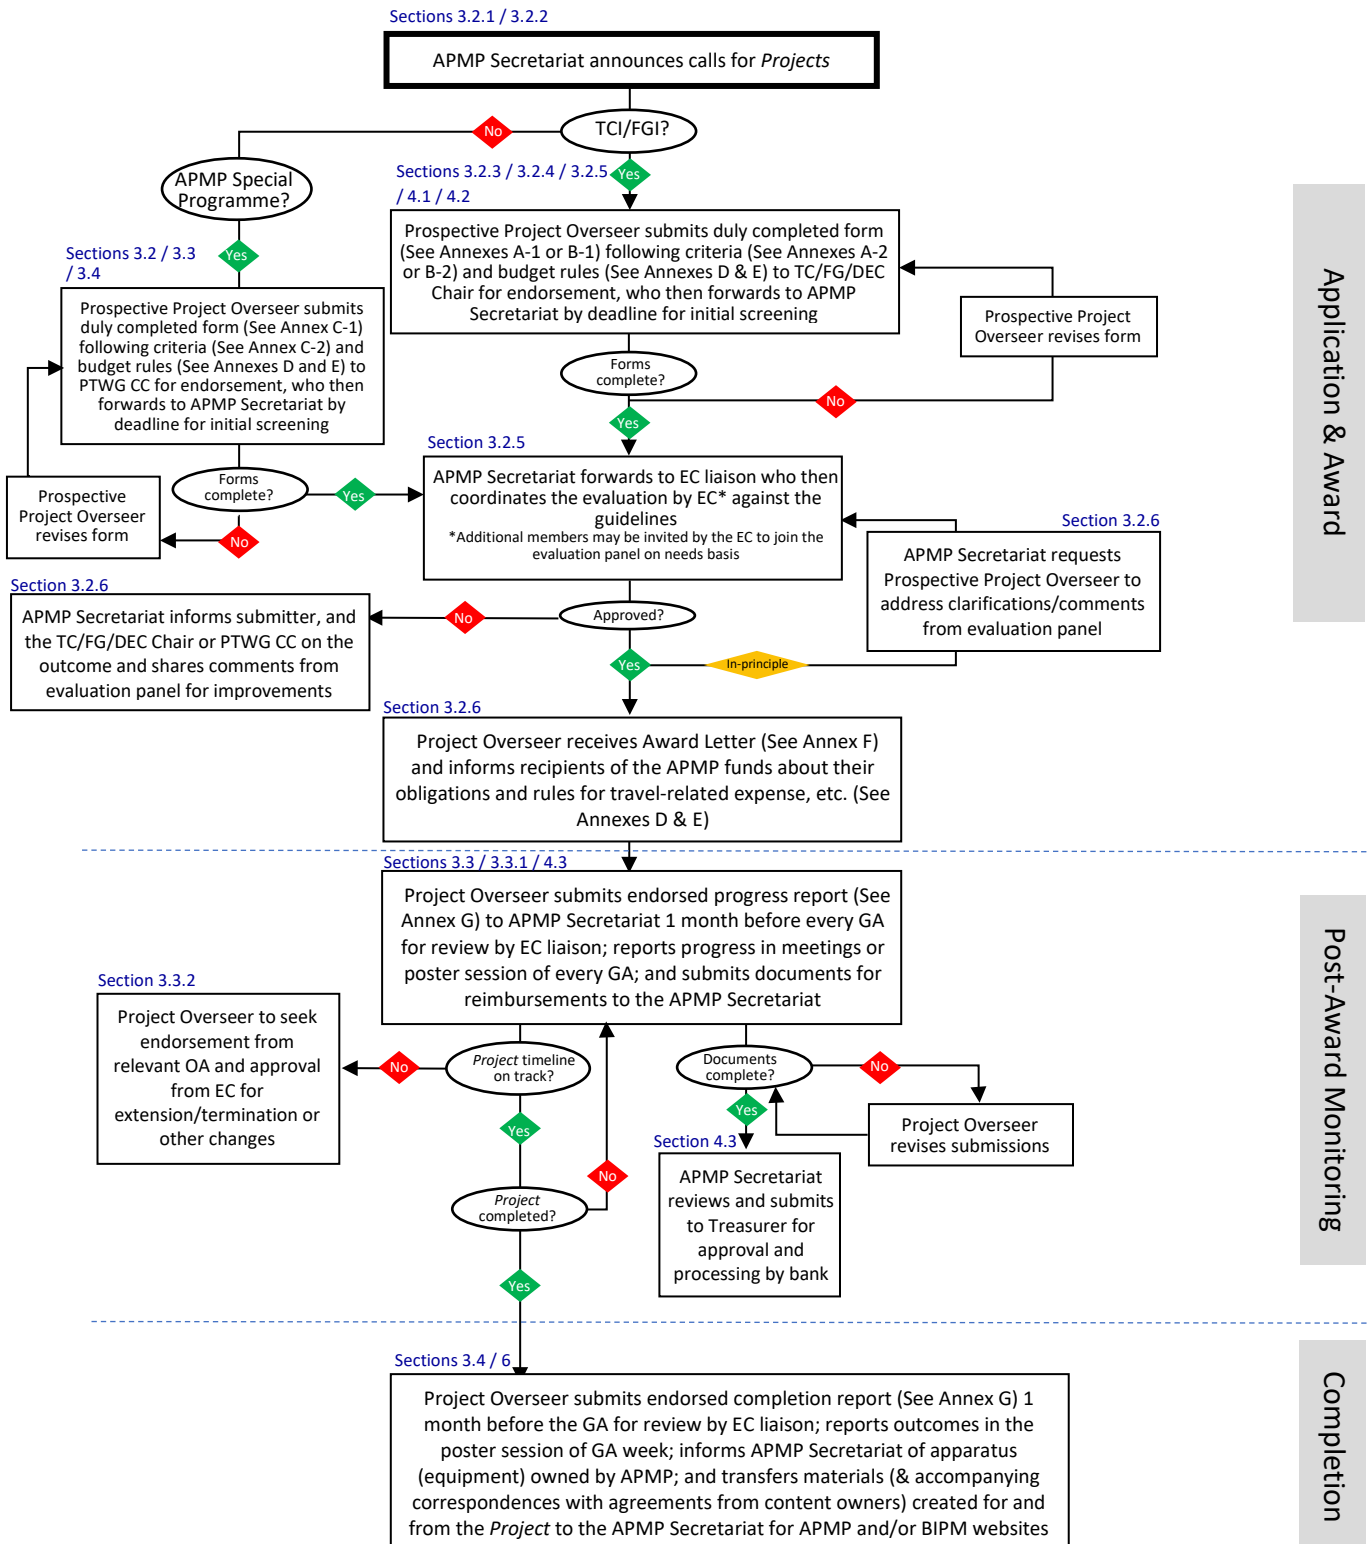 Sections 3.2.1 / 3.2.2
APMP Secretariat announces calls for Projects
TCI/FGI?
No
Yes
APMP Special
Programme?
Yes
Sections 3.2.3 / 3.2.4 / 3.2.5
/ 4.1 / 4.2
Prospective Project Overseer submits duly completed form
(See Annexes A-1 or B-1) following criteria (See Annexes A-2
or B-2) and budget rules (See Annexes D & E) to TC/FG/DEC
Chair for endorsement, who then forwards to APMP
Secretariat by deadline for initial screening
Sections 3.2 / 3.3
/ 3.4
Prospective Project Overseer submits
duly completed form (See Annex C-1)
following criteria (See Annex C-2) and
budget rules (See Annexes D and E) to
PTWG CC for endorsement, who then
forwards to APMP Secretariat by
deadline for initial screening
Prospective Project
Overseer revises form
Forms
complete?
No
Yes
Forms
complete?
Yes
No
Prospective
Project Overseer
revises form
Section 3.2.5
APMP Secretariat forwards to EC liaison who then
coordinates the evaluation by EC* against the
guidelines
*Additional members may be invited by the EC to join the
evaluation panel on needs basis
Section 3.2.6
APMP Secretariat requests
Prospective Project Overseer to
address clarifications/comments
from evaluation panel
Approved?
No
Yes
In-principle
Section 3.2.6
APMP Secretariat informs submitter, and
the TC/FG/DEC Chair or PTWG CC on the
outcome and shares comments from
evaluation panel for improvements
Section 3.2.6
Project Overseer receives Award Letter (See Annex F)
and informs recipients of the APMP funds about their
obligations and rules for travel-related expense, etc. (See
Annexes D & E)
Application & Award
Sections 3.3 / 3.3.1 / 4.3
Project Overseer submits endorsed progress report (See
Annex G) to APMP Secretariat 1 month before every GA
for review by EC liaison; reports progress in meetings or
poster session of every GA; and submits documents for
reimbursements to the APMP Secretariat
Section 3.3.2
Project Overseer to seek
endorsement from
relevant OA and approval
from EC for
extension/termination or
other changes
No
Project timeline
on track?
Yes
Project
completed?
No
Yes
Documents
complete?
No
Yes
Project Overseer
revises submissions
Section 4.3
APMP Secretariat
reviews and submits
to Treasurer for
approval and
processing by bank
Post-Award Monitoring
Sections 3.4 / 6
Project Overseer submits endorsed completion report (See Annex G) 1
month before the GA for review by EC liaison; reports outcomes in the
poster session of GA week; informs APMP Secretariat of apparatus
(equipment) owned by APMP; and transfers materials (& accompanying
correspondences with agreements from content owners) created for and
from the Project to the APMP Secretariat for APMP and/or BIPM websites
Completion